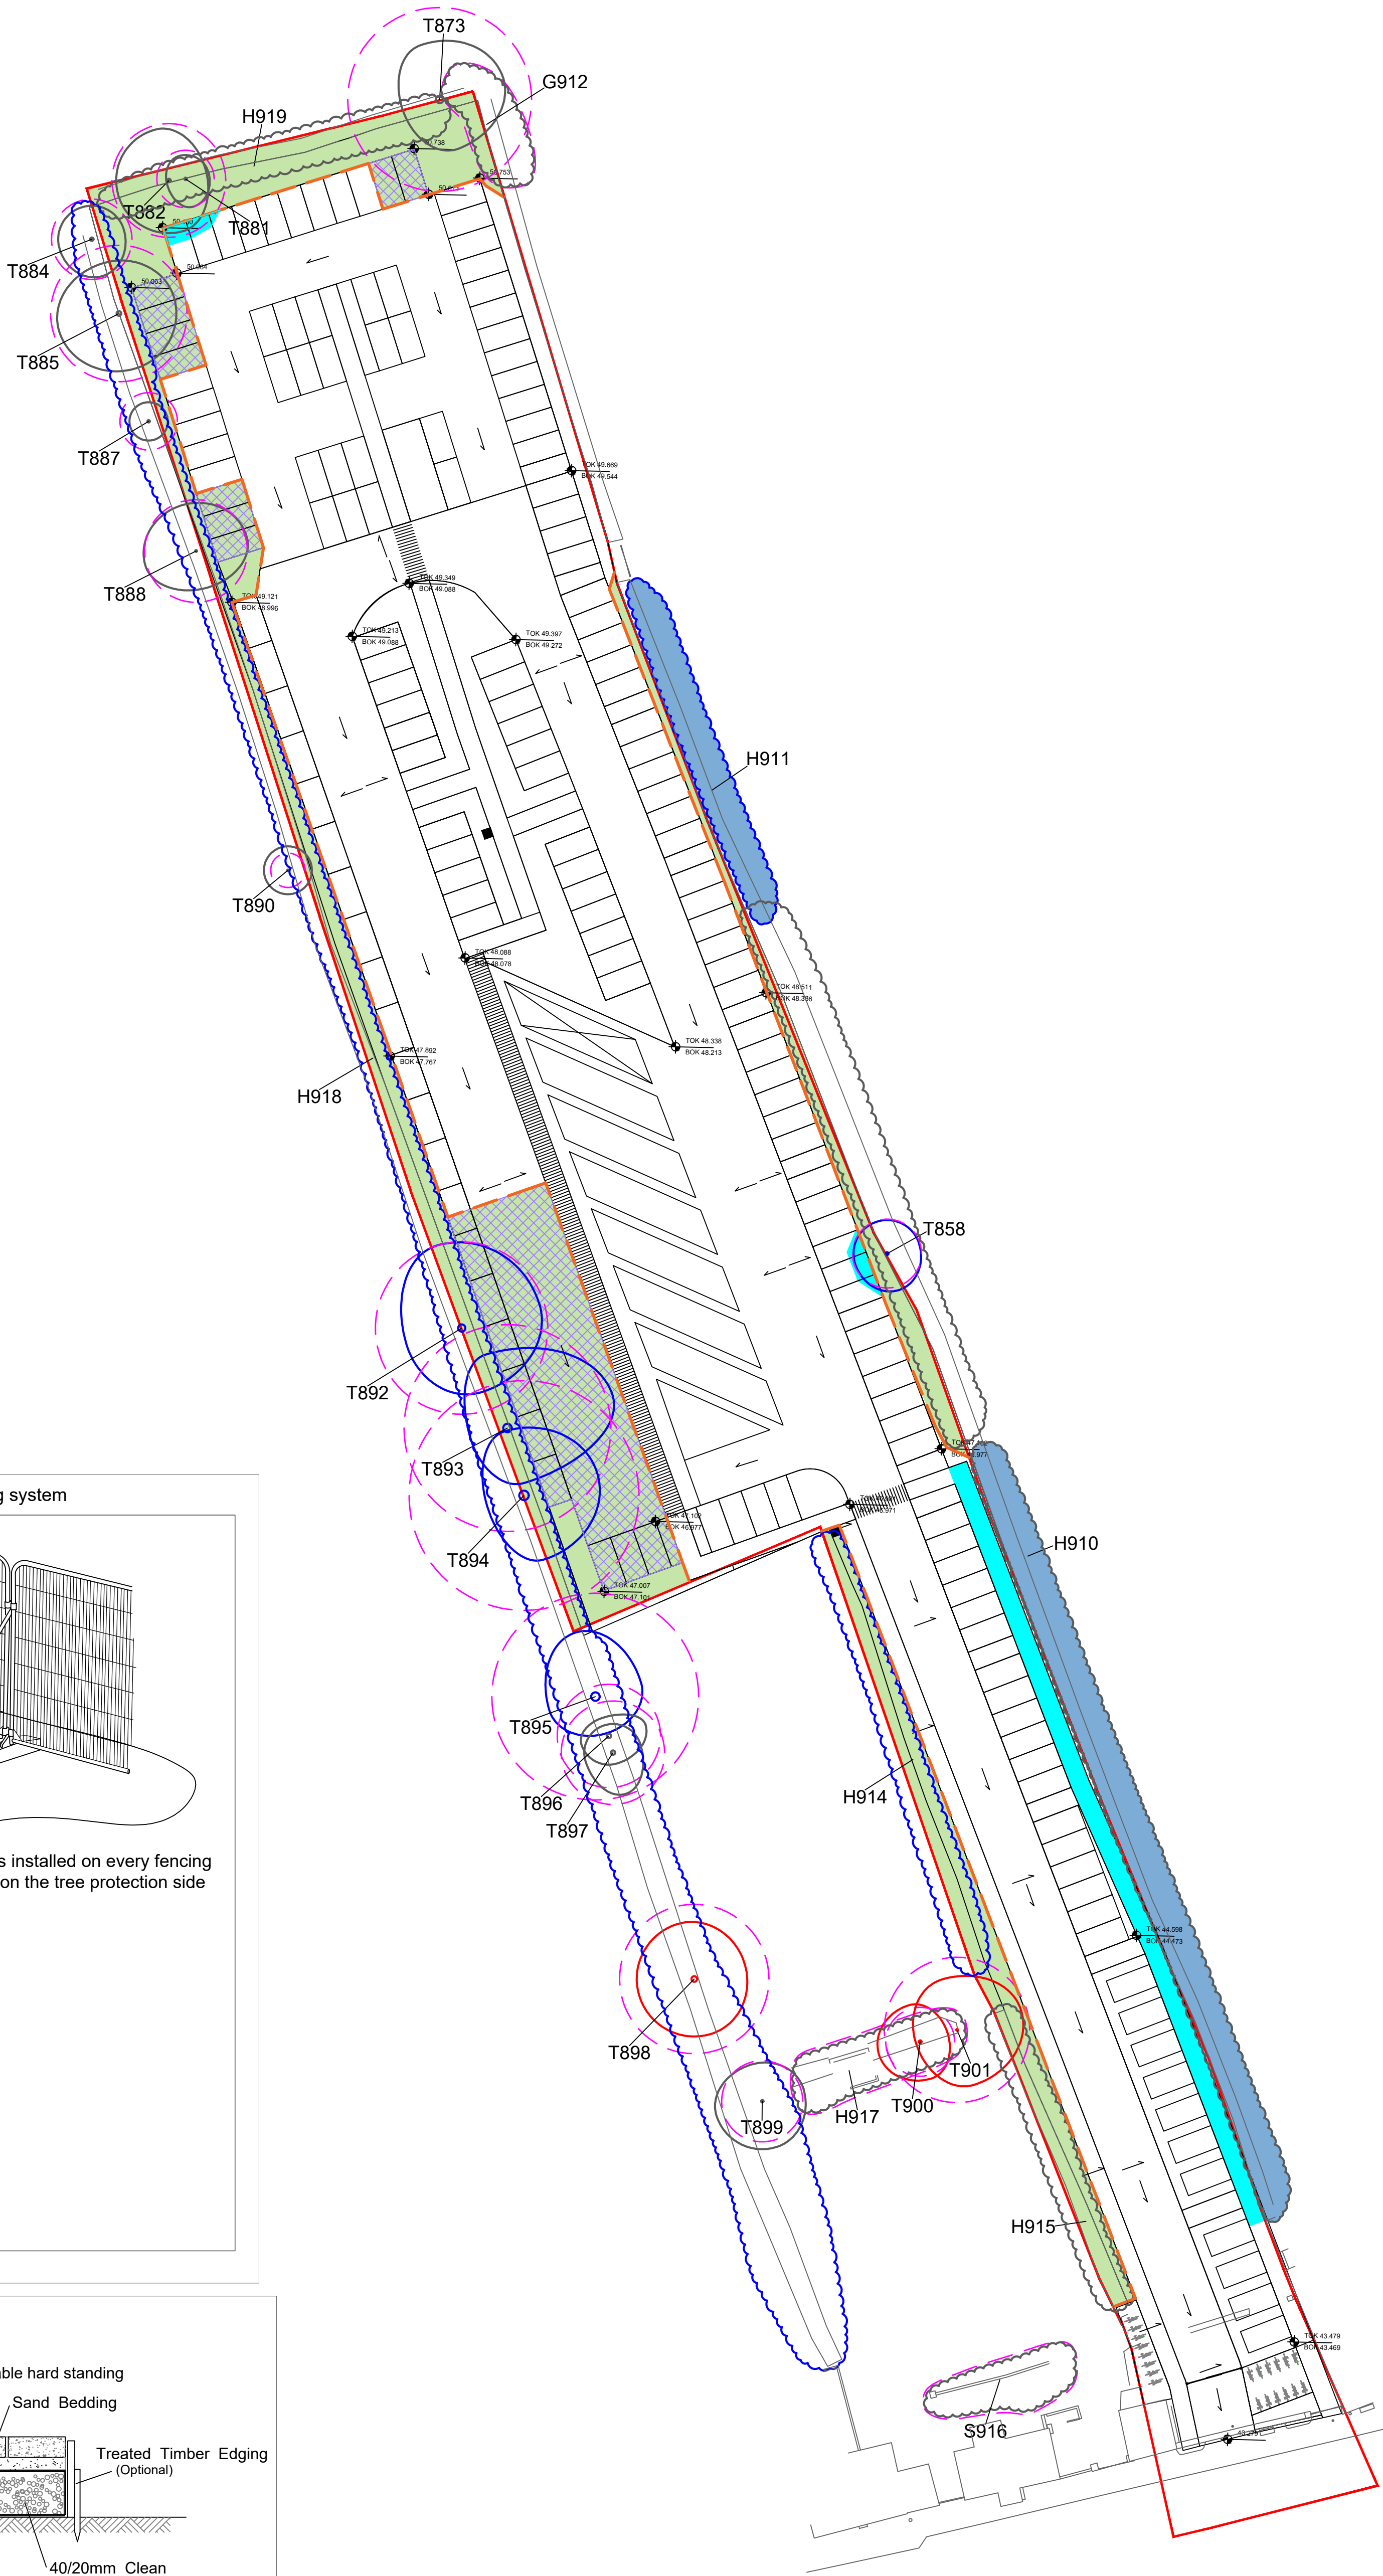 T873
G912
H919
T882
T881
T884
T885
T887
TOK 49.669
BOK 49.544
T888
TOK 49.121
BOK 48.996
TOK 49.349
BOK 49.088
TOK 49.213
BOK 49.088
TOK 49.397
BOK 49.272
H911
T890
TOK 48.088
BOK 48.078
TOK 48.511
TOK 48.338
BOK 48.213
TOK 47.892
BOK 47.767
H918
T858
T892
T893
T894
TOK 47.102
BOK 46.977
H910
TOK 47.007
BOK 47.101
T895
T896
T897
H914
TOK 44.598
BOK 44.473
T898
T901
T900
H917
T899
H915
TOK 43.479
BOK 43.469
S916
g system
s installed on every fencing
on the tree protection side
ble hard standing
Sand Bedding
Treated Timber Edging
(Optional)
40/20mm Clean